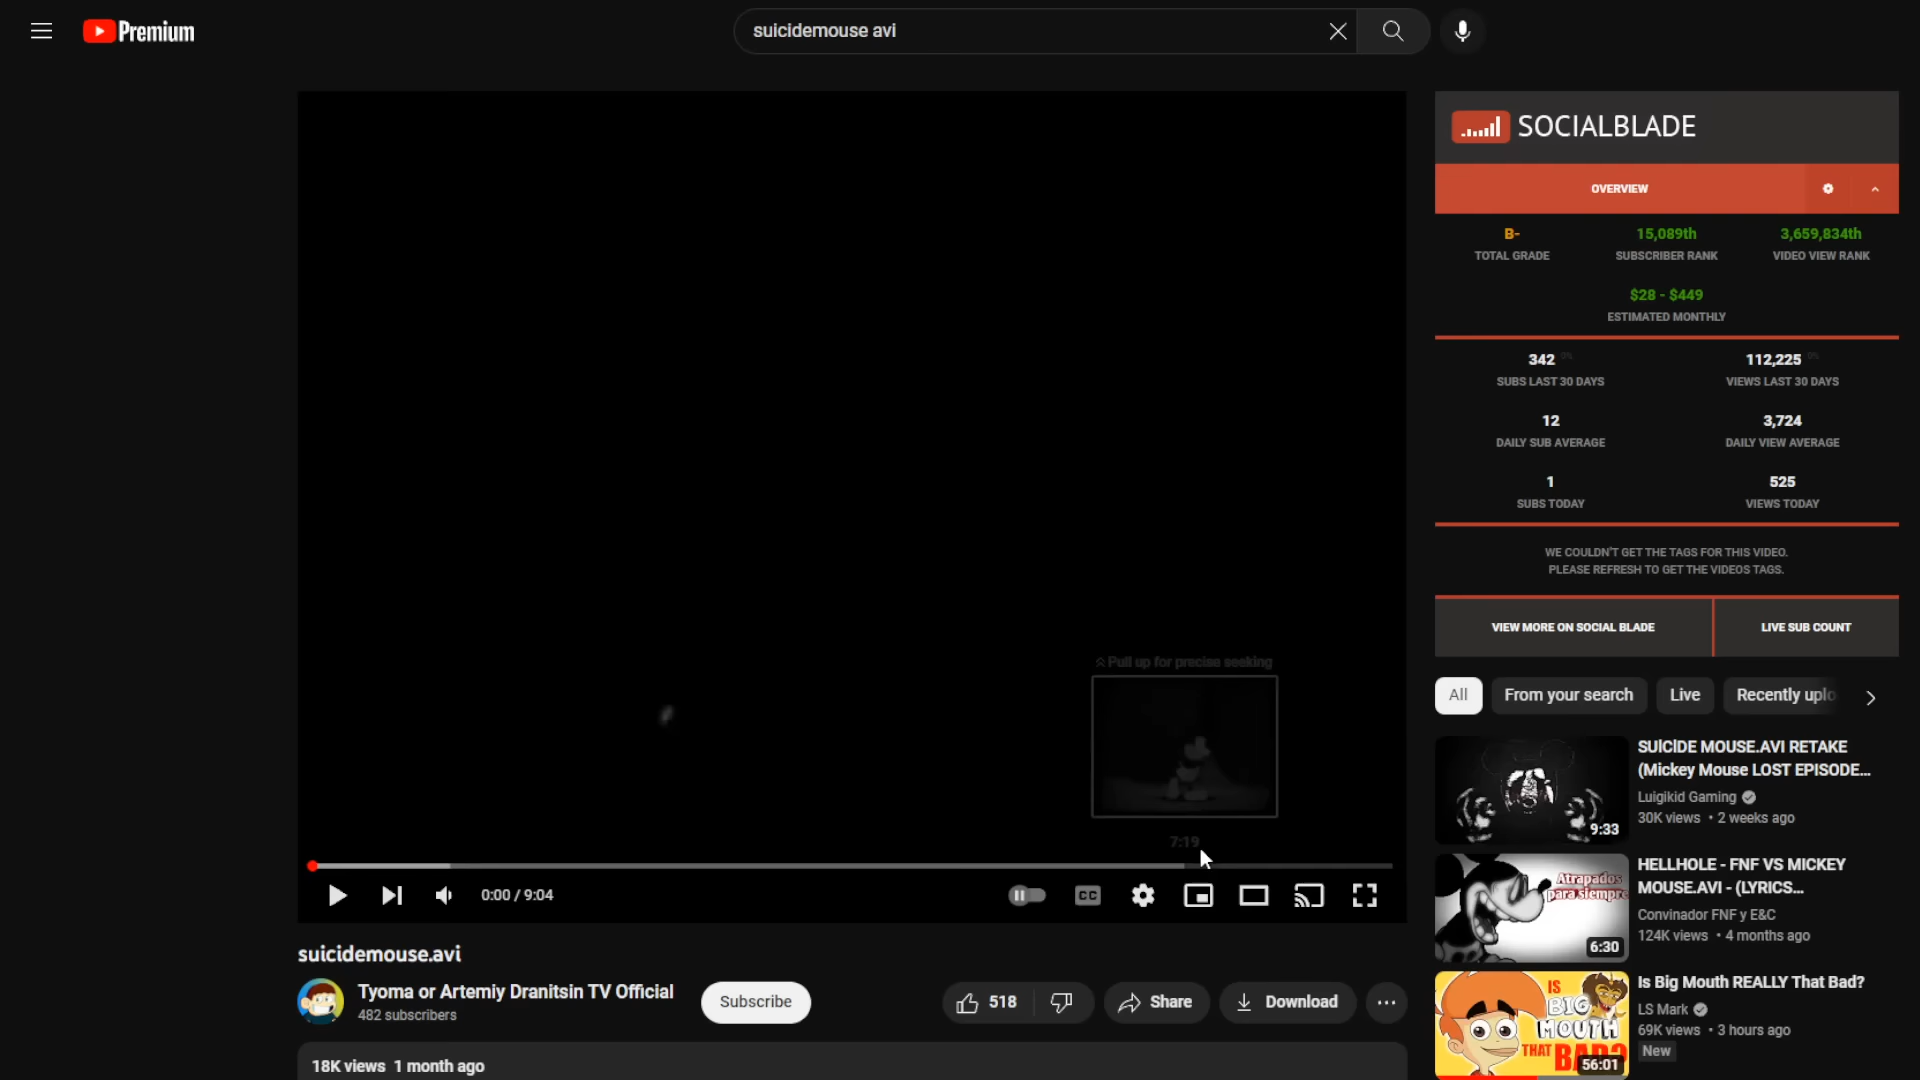 Premium
suicidemouse avi
SOCIALBLADE
OVERVIEW
B-
TOTAL GRADE
15,089th
SUBSCRIBER RANK
3,659,834th
VIDEO VIEW RANK
$28 - $449
ESTIMATED MONTHLY
342 0%
SUBS LAST 30 DAYS
112,225 0%
VIEWS LAST 30 DAYS
12
DAILY SUB AVERAGE
3,724
DAILY VIEW AVERAGE
1
SUBS TODAY
525
VIEWS TODAY
WE COULDN'T GET THE TAGS FOR THIS VIDEO.
PLEASE REFRESH TO GET THE VIDEOS TAGS.
VIEW MORE ON SOCIAL BLADE
LIVE SUB COUNT
Pull up for precise seeking
7:19
0:00 / 9:04
CC
suicidemouse.avi
Tyoma or Artemiy Dranitsin TV Official
482 subscribers
Subscribe
518
Share
Download
18K views 1 month ago
All
From your search
Live
Recently uplo
SUİCİDE MOUSE.AVI RETAKE
(Mickey Mouse LOST EPISODE...
Luigikid Gaming
30K views • 2 weeks ago
9:33
HELLHOLE - FNF VS MICKEY
MOUSE.AVI - (LYRICS...
Convinador FNF y E&C
124K views • 4 months ago
Atrapados
para siempre
6:30
Is Big Mouth REALLY That Bad?
LS Mark
69K views • 3 hours ago
New
IS
BIG
MOUTH
THAT BAD?
56:01